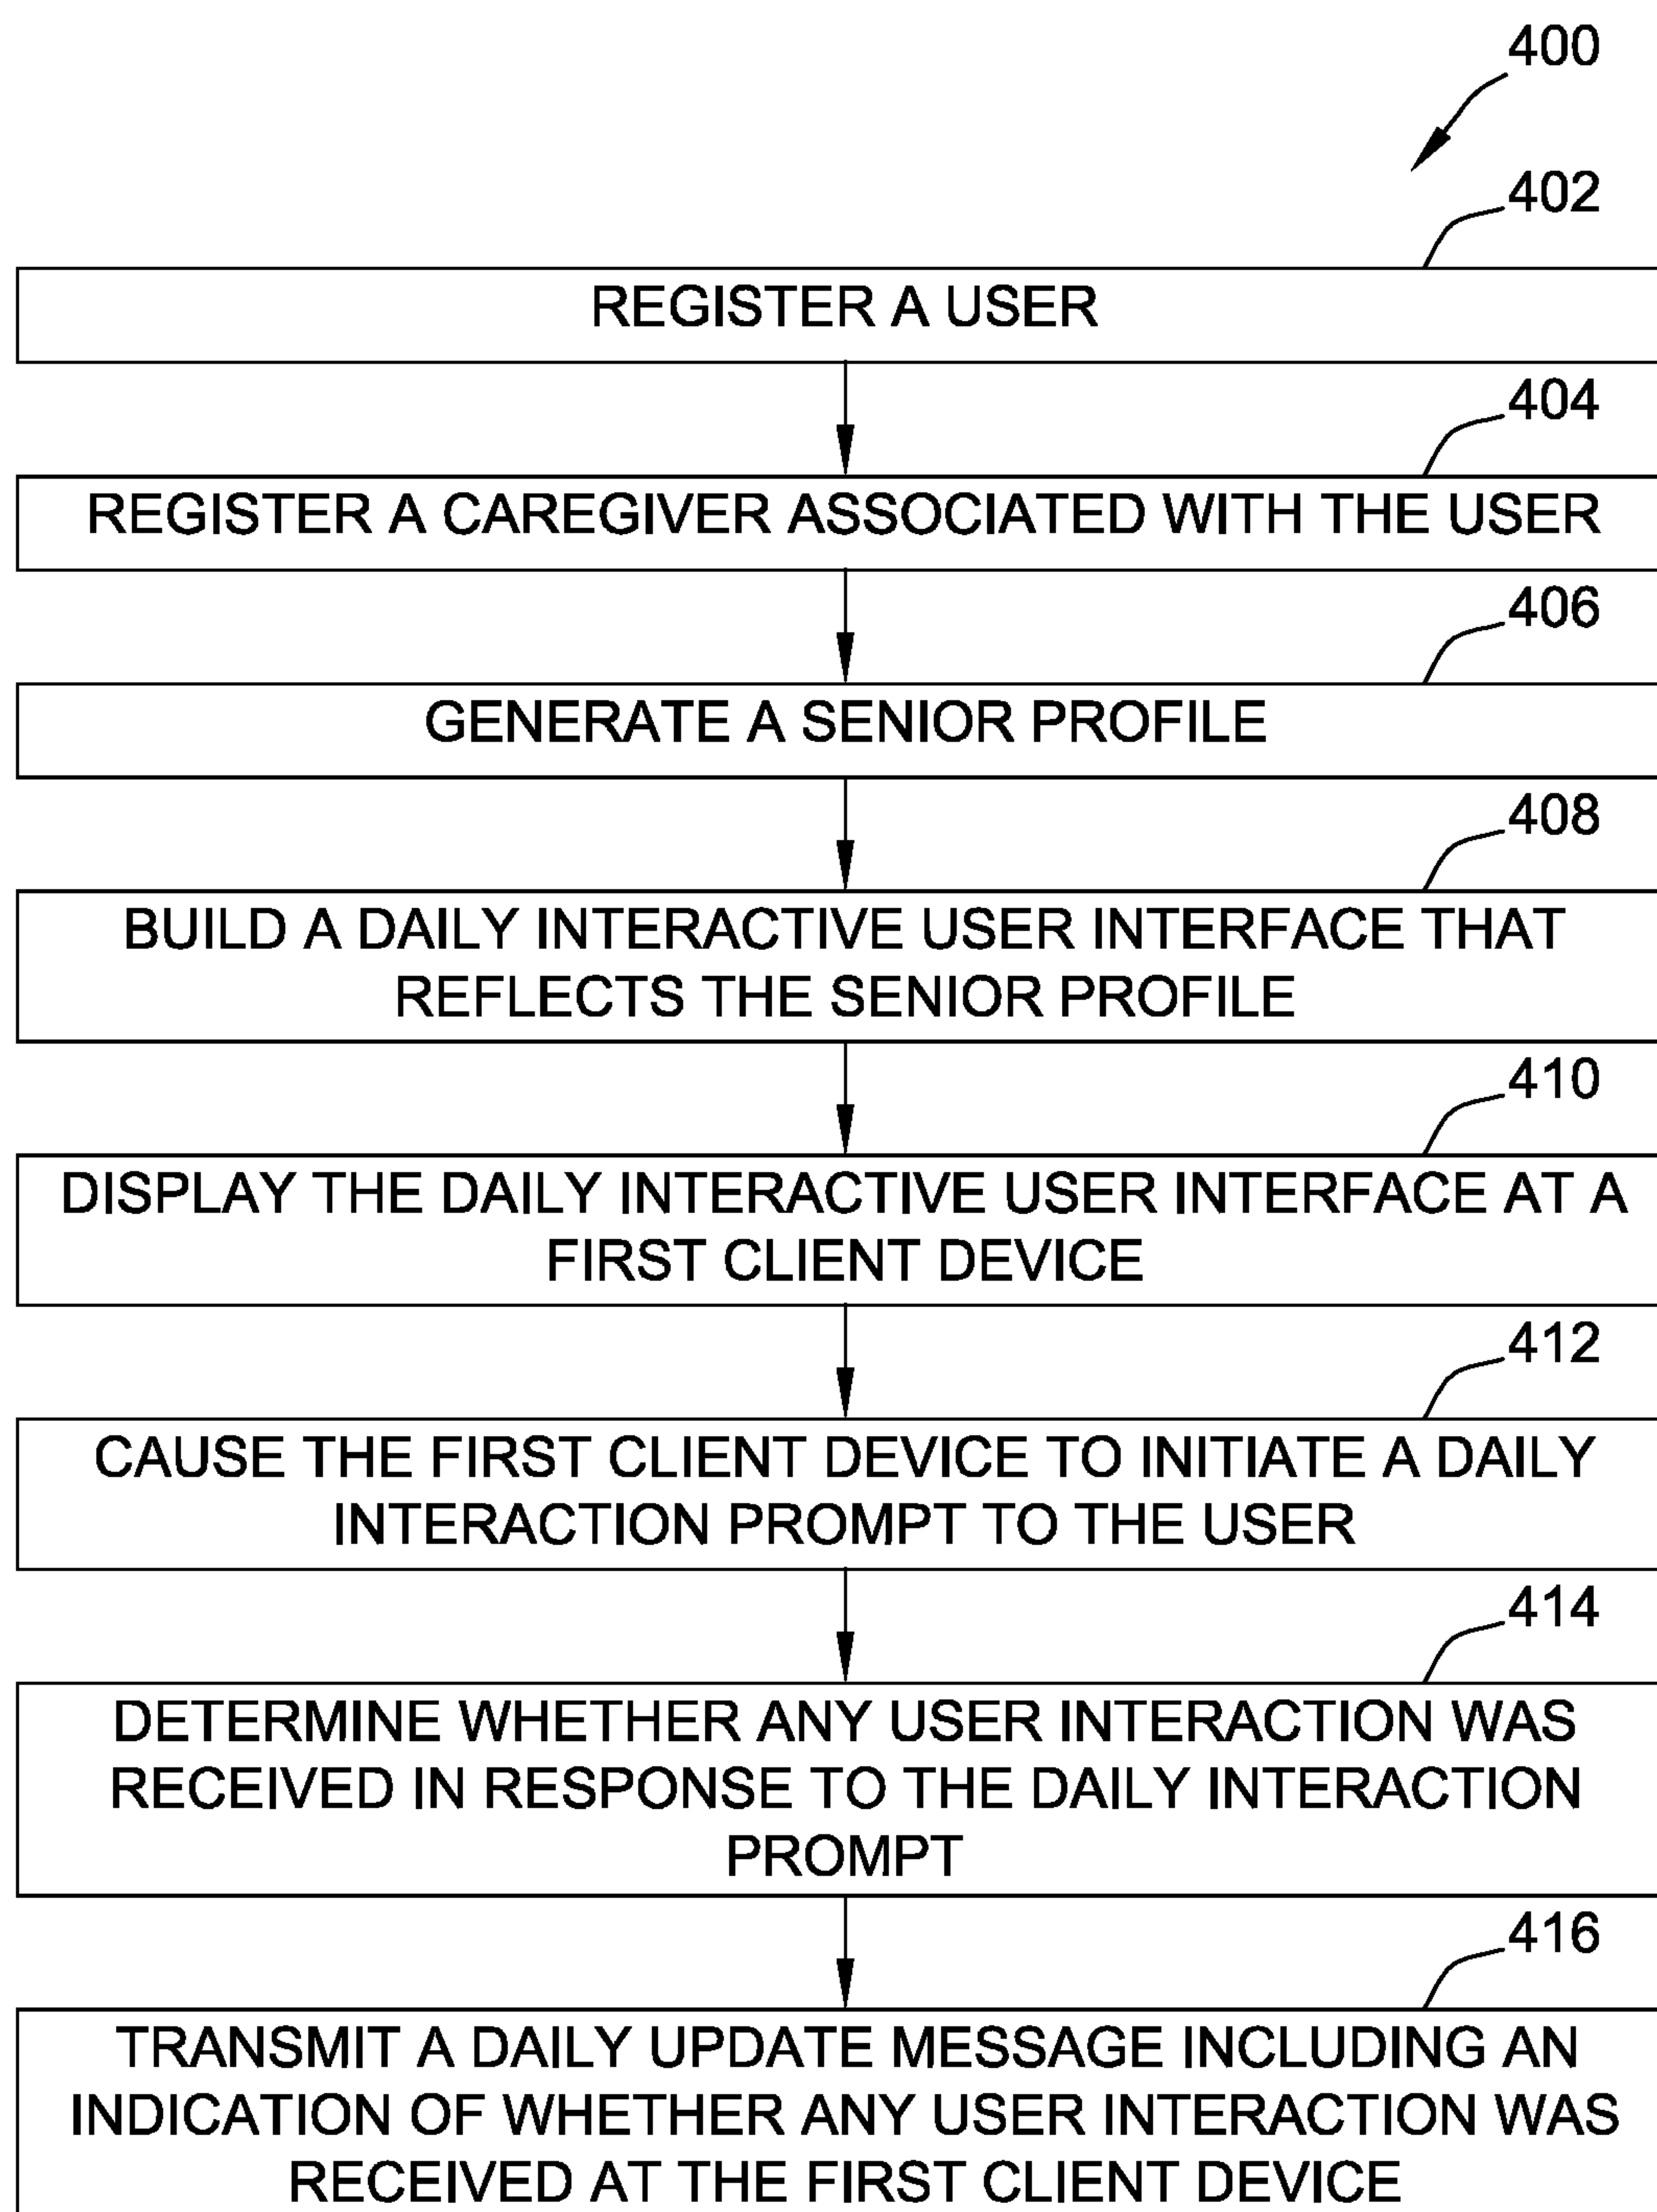 400
402
REGISTER A USER
404
REGISTER A CAREGIVER ASSOCIATED WITH THE USER
406
GENERATE A SENIOR PROFILE
408
BUILD A DAILY INTERACTIVE USER INTERFACE THAT
REFLECTS THE SENIOR PROFILE
410
DISPLAY THE DAILY INTERACTIVE USER INTERFACE AT A
FIRST CLIENT DEVICE
412
CAUSE THE FIRST CLIENT DEVICE TO INITIATE A DAILY
INTERACTION PROMPT TO THE USER
414
DETERMINE WHETHER ANY USER INTERACTION WAS
RECEIVED IN RESPONSE TO THE DAILY INTERACTION
PROMPT
416
TRANSMIT A DAILY UPDATE MESSAGE INCLUDING AN
INDICATION OF WHETHER ANY USER INTERACTION WAS
RECEIVED AT THE FIRST CLIENT DEVICE